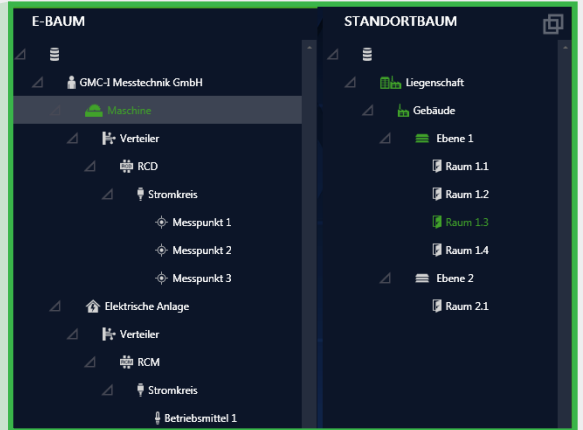 E-BAUM
GMC-I Messtechnik GmbH
Maschine
Verteiler
RCD
Stromkreis
Messpunkt 1
Messpunkt 2
Messpunkt 3
Elektrische Anlage
Verteiler
RCM
Stromkreis
Betriebsmittel 1
STANDORTBAUM
Liegenschaft
Gebäude
Ebene 1
Raum 1.1
Raum 1.2
Raum 1.3
Raum 1.4
Ebene 2
Raum 2.1